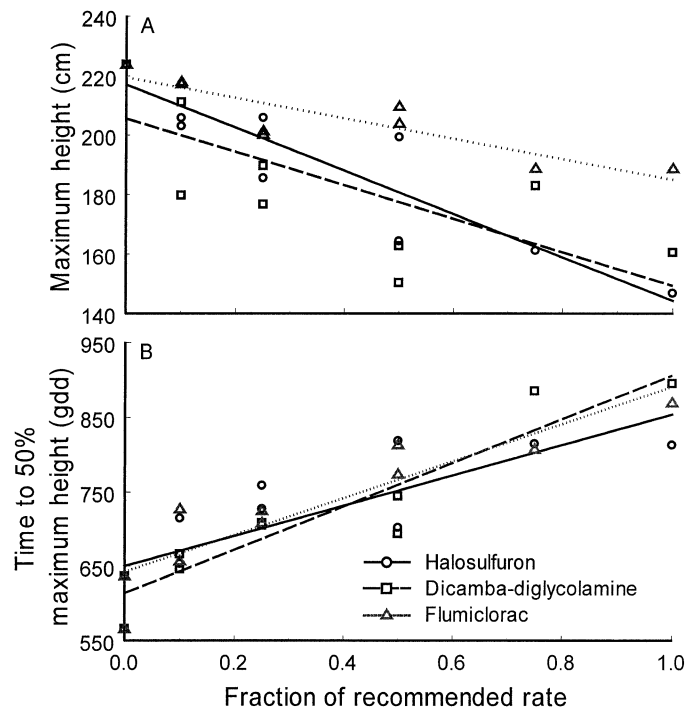 A
240
220
200
180
160
140
Maximum height (cm)
B
950
850
750
650
550
Time to 50%
maximum height (gdd)
Halosulfuron
Dicamba-diglycolamine
Flumiclorac
0.0 0.2 0.4 0.6 0.8 1.0
Fraction of recommended rate